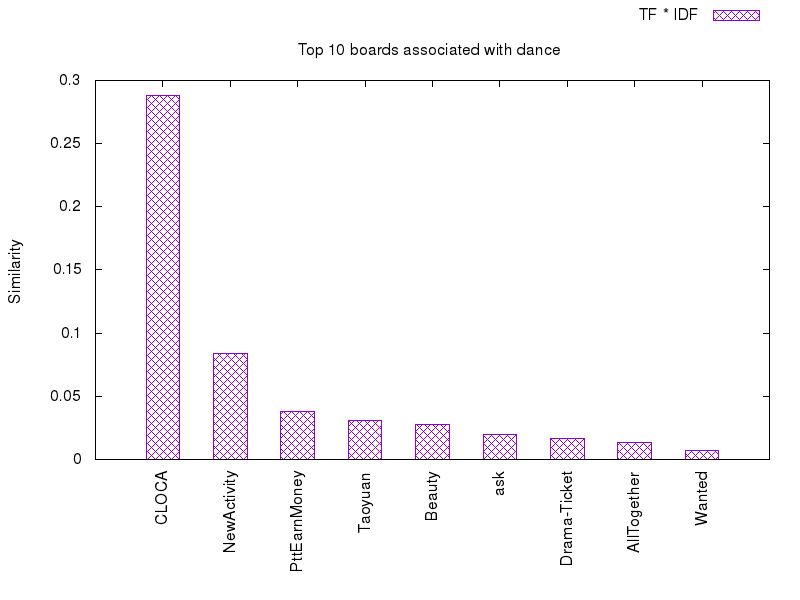 TF * IDF
Top 10 boards associated with dance
0.3
0.25
0.2
0.15
0.1
0.05
0
Similarity
CLOCA
NewActivity
PttEarnMoney
Taoyuan
Beauty
ask
Drama-Ticket
AllTogether
Wanted